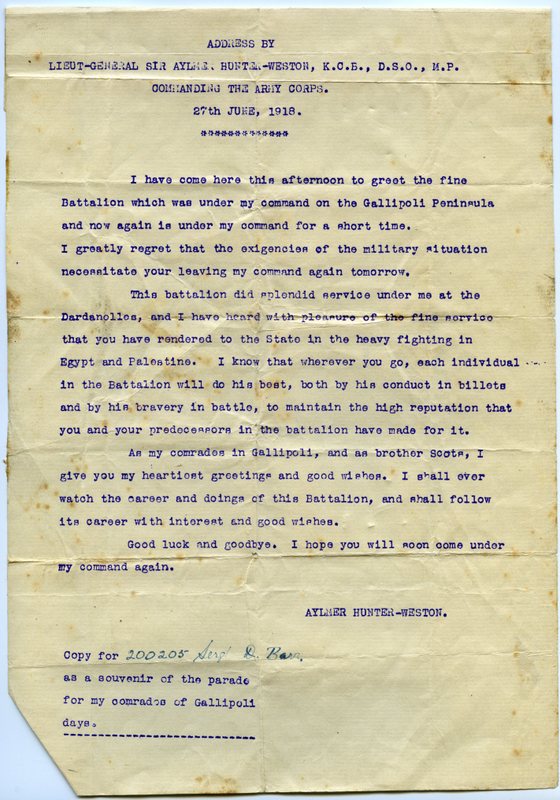 ADDRESS BY
LIEUT-GENERAL SIR AYLMER HUNTER-WESTON, K.C.B., D.S.O., M.P.
COMMANDING THE ARMY CORPS.
27th JUNE, 1918.
*************
I have come here this afternoon to greet the fine
Battalion which was under my command on the Gallipoli Peninsula
and now again is under my command for a short time.
I greatly regret that the exigencies of the military situation
necessitate your leaving my command again tomorrow.
This battalion did splendid service under me at the
Dardanelles, and I have heard with pleasure of the fine service
that you have rendered to the State in the heavy fighting in
Egypt and Palestine. I know that wherever you go, each individual
in the Battalion will do his best, both by his conduct in billets
and by his bravery in battle, to maintain the high reputation that
you and your predecessors in the battalion have made for it.
As my comrades in Gallipoli, and as brother Scots, I
give you my heartiest greetings and good wishes. I shall ever
watch the career and doings of this Battalion, and shall follow
its career with interest and good wishes.
Good luck and goodbye. I hope you will soon come under
my command again.
AYLMER HUNTER-WESTON.
Copy for 200205 Sergt D.
as a souvenir of the parade
for my comrades of Gallipoli
days.